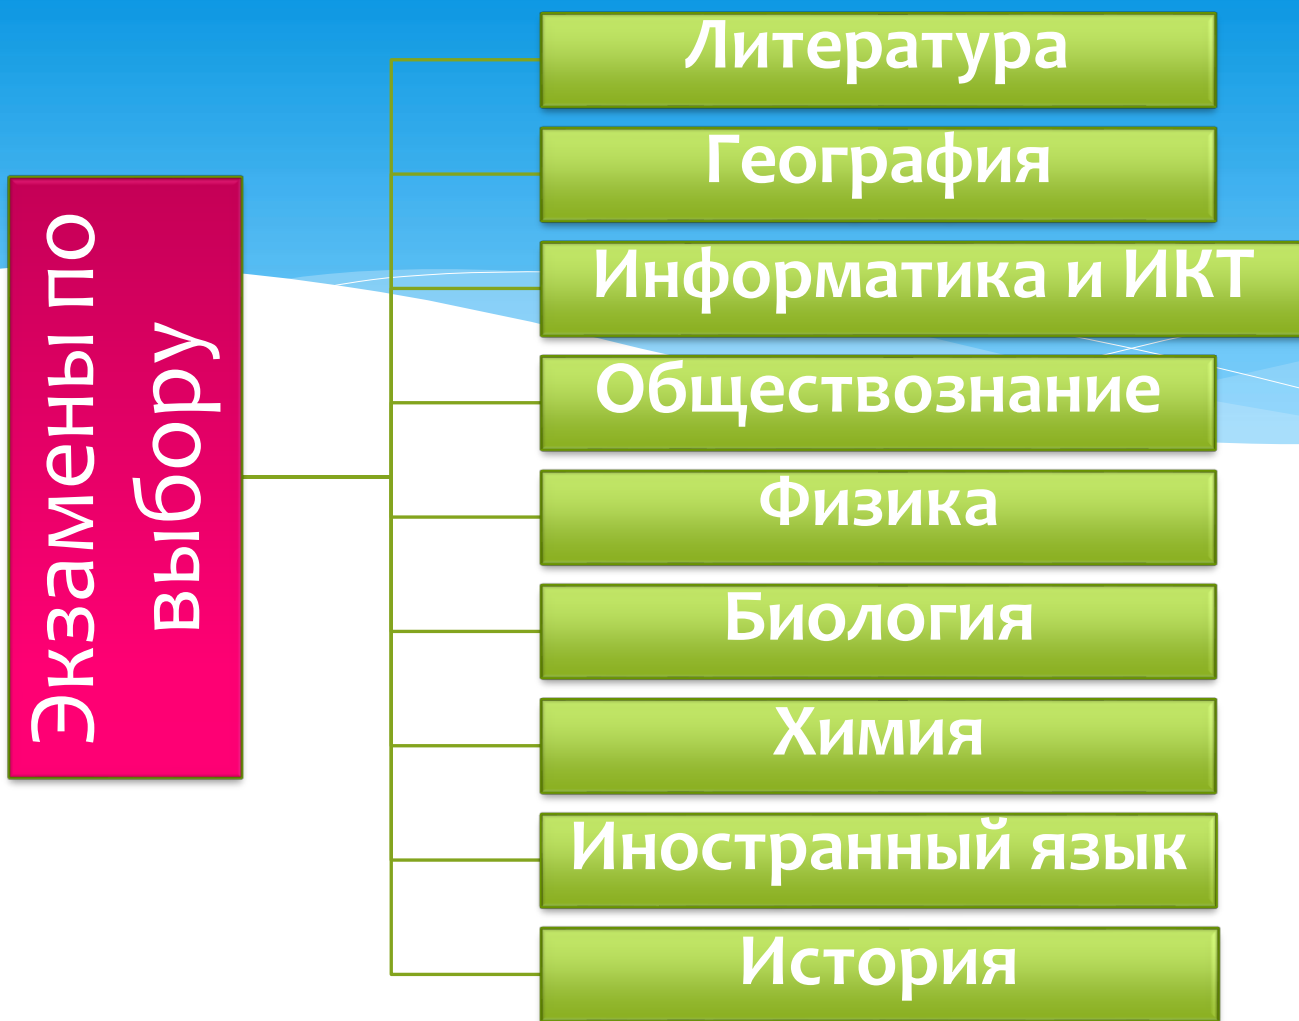 Экзамены по
выбору
Литература
География
Информатика и ИКТ
Обществознание
Физика
Биология
Химия
Иностранный язык
История